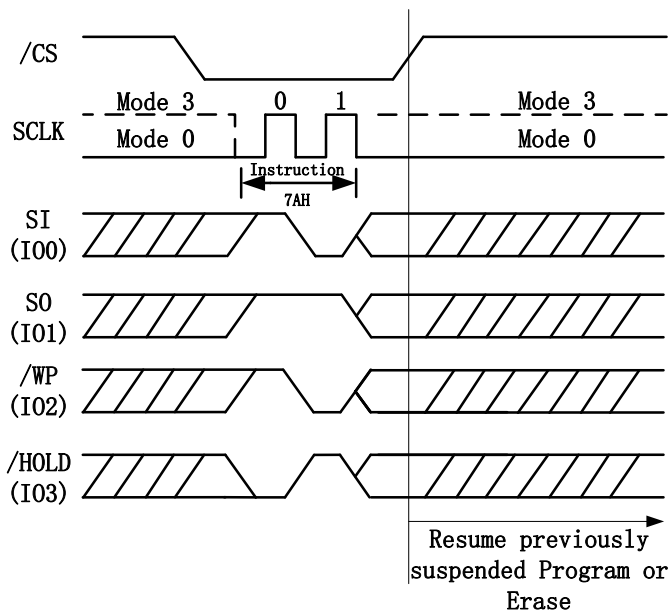 /CS
Mode 3 0 1 Mode 3
SCLK
Mode 0 Mode 0
Instruction
7AH
SI
(IO0)
SO
(IO1)
/WP
(IO2)
/HOLD
(IO3)
Resume previously
suspended Program or
Erase